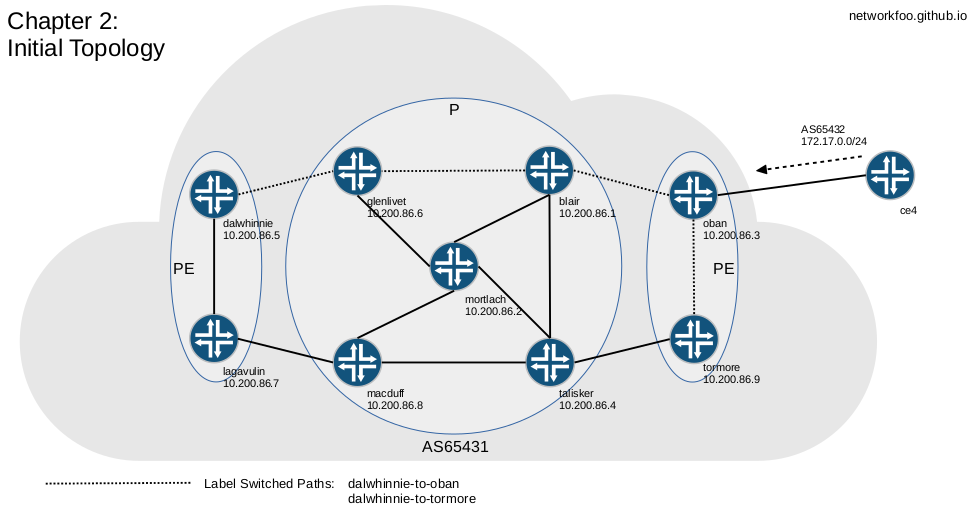 Chapter 2:
Initial Topology
networkfoo.github.io
P
AS65432
172.17.0.0/24
glenlivet
10.200.86.6
blair
10.200.86.1
ce4
dalwhinnie
10.200.86.5
oban
10.200.86.3
PE
PE
mortlach
10.200.86.2
lagavulin
10.200.86.7
tormore
10.200.86.9
macduff
10.200.86.8
talisker
10.200.86.4
AS65431
Label Switched Paths: dalwhinnie-to-oban
dalwhinnie-to-tormore